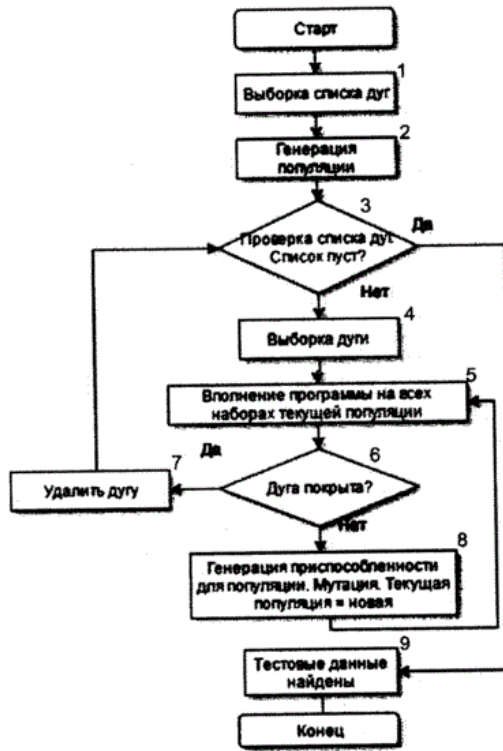 Старт
1
Выборка списка дуг
2
Генерация
популяции
3
Да
Проверка списка дуг.
Список пуст?
Нет
4
Выборка дуги
5
Вполнение программы на всех
наборах текущей популяции
Да
6
7
Удалить дугу
Дуга покрыта?
Нет
8
Генерация приспособленности
для популяции. Мутация. Текущая
популяция = новая
9
Тестовые данные
найдены
Конец